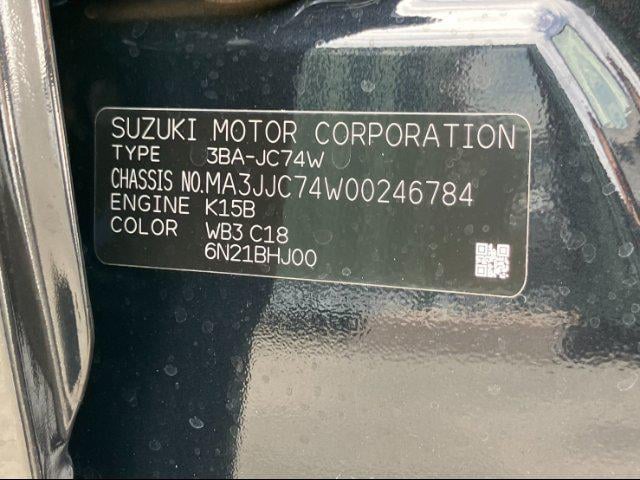 SUZUKI MOTOR CORPORATION
TYPE 3BA-JC74W
CHASSIS NO.MA3JJC74W00246784
ENGINE K15B
COLOR WB3 C18
6N21BHJ00